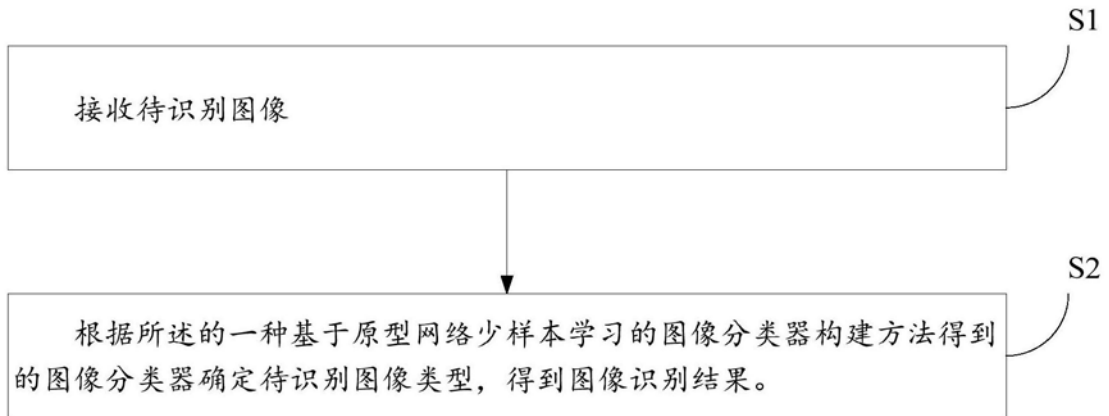 S1
接收待识别图像
S2
根据所述的一种基于原型网络少样本学习的图像分类器构建方法得到
的图像分类器确定待识别图像类型，得到图像识别结果。